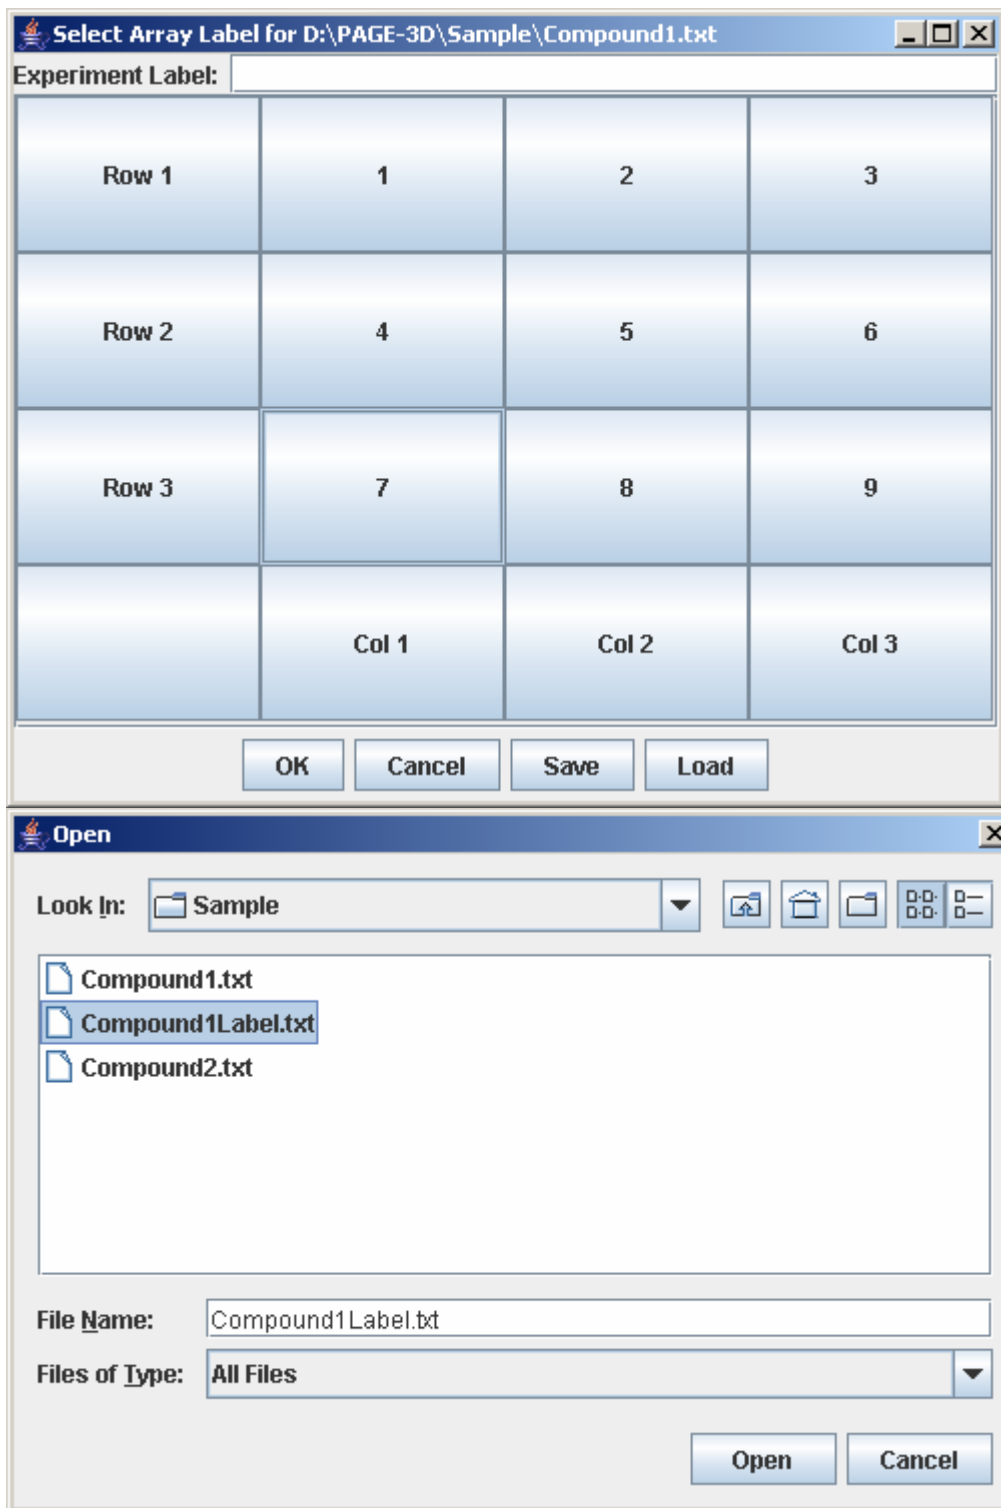 Select Array Label for D:\PAGE-3D\Sample\Compound1.txt
Experiment Label:
Row 1 1 2 3
Row 2 4 5 6
Row 3 7 8 9
Col 1 Col 2 Col 3
OK Cancel Save Load
Open
Look In: Sample
Compound1.txt
Compound1Label.txt
Compound2.txt
File Name: Compound1Label.txt
Files of Type: All Files
Open Cancel